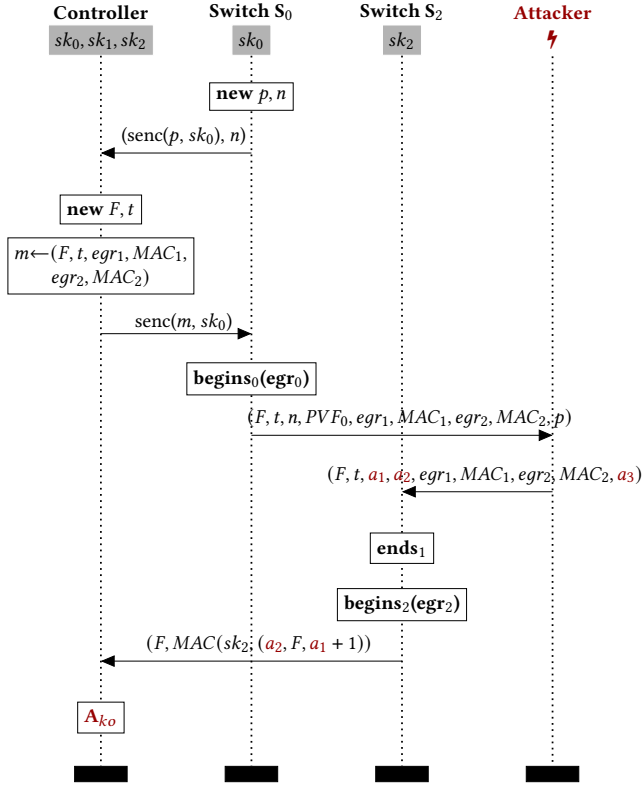 Controller Switch S₀ Switch S₂ Attacker
sk₀, sk₁, sk₂ sk₀ sk₂
new p, n
(senc(p, sk₀), n)
new F, t
m←(F, t, egr₁, MAC₁,
egr₂, MAC₂)
senc(m, sk₀)
begins₀(egr₀)
(F, t, n, PVF₀, egr₁, MAC₁, egr₂, MAC₂, p)
(F, t, a₁, a₂, egr₁, MAC₁, egr₂, MAC₂, a₃)
ends₁
begins₂(egr₂)
(F, MAC(sk₂, (a₂, F, a₁ + 1))
Aₖₒ